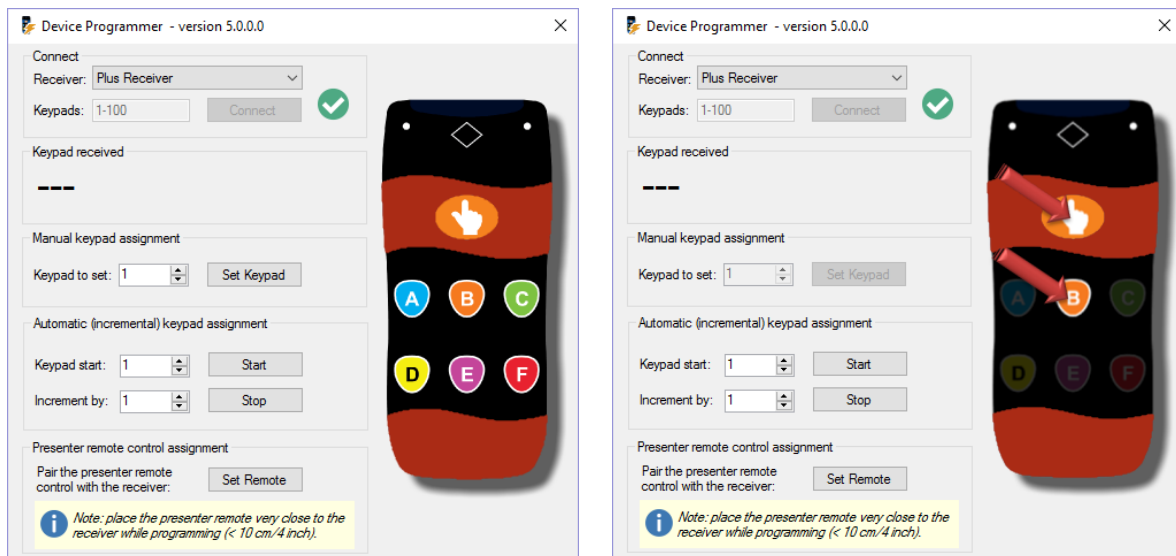 Device Programmer - version 5.0.0.0
Connect
Receiver: Plus Receiver
Keypads: 1-100 Connect
Keypad received
---
Manual keypad assignment
Keypad to set: 1 Set Keypad
Automatic (incremental) keypad assignment
Keypad start: 1 Start
Increment by: 1 Stop
Presenter remote control assignment
Pair the presenter remote
control with the receiver: Set Remote
Note: place the presenter remote very close to the
receiver while programming (< 10 cm/4 inch).
A B C
D E F
Device Programmer - version 5.0.0.0
Connect
Receiver: Plus Receiver
Keypads: 1-100 Connect
Keypad received
---
Manual keypad assignment
Keypad to set: 1 Set Keypad
Automatic (incremental) keypad assignment
Keypad start: 1 Start
Increment by: 1 Stop
Presenter remote control assignment
Pair the presenter remote
control with the receiver: Set Remote
Note: place the presenter remote very close to the
receiver while programming (< 10 cm/4 inch).
A B C
D E F